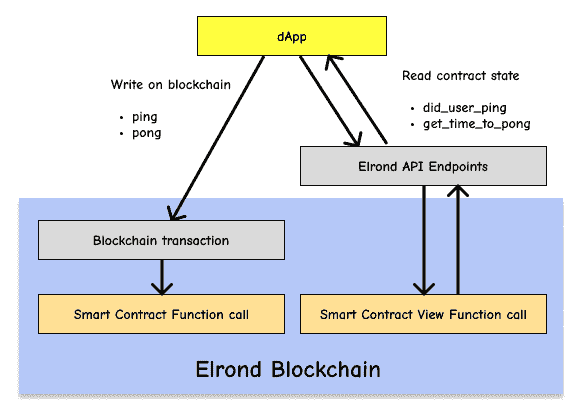 dApp
Write on blockchain
• ping
• pong
Read contract state
• did_user_ping
• get_time_to_pong
Elrond API Endpoints
Blockchain transaction
Smart Contract Function call
Smart Contract View Function call
Elrond Blockchain